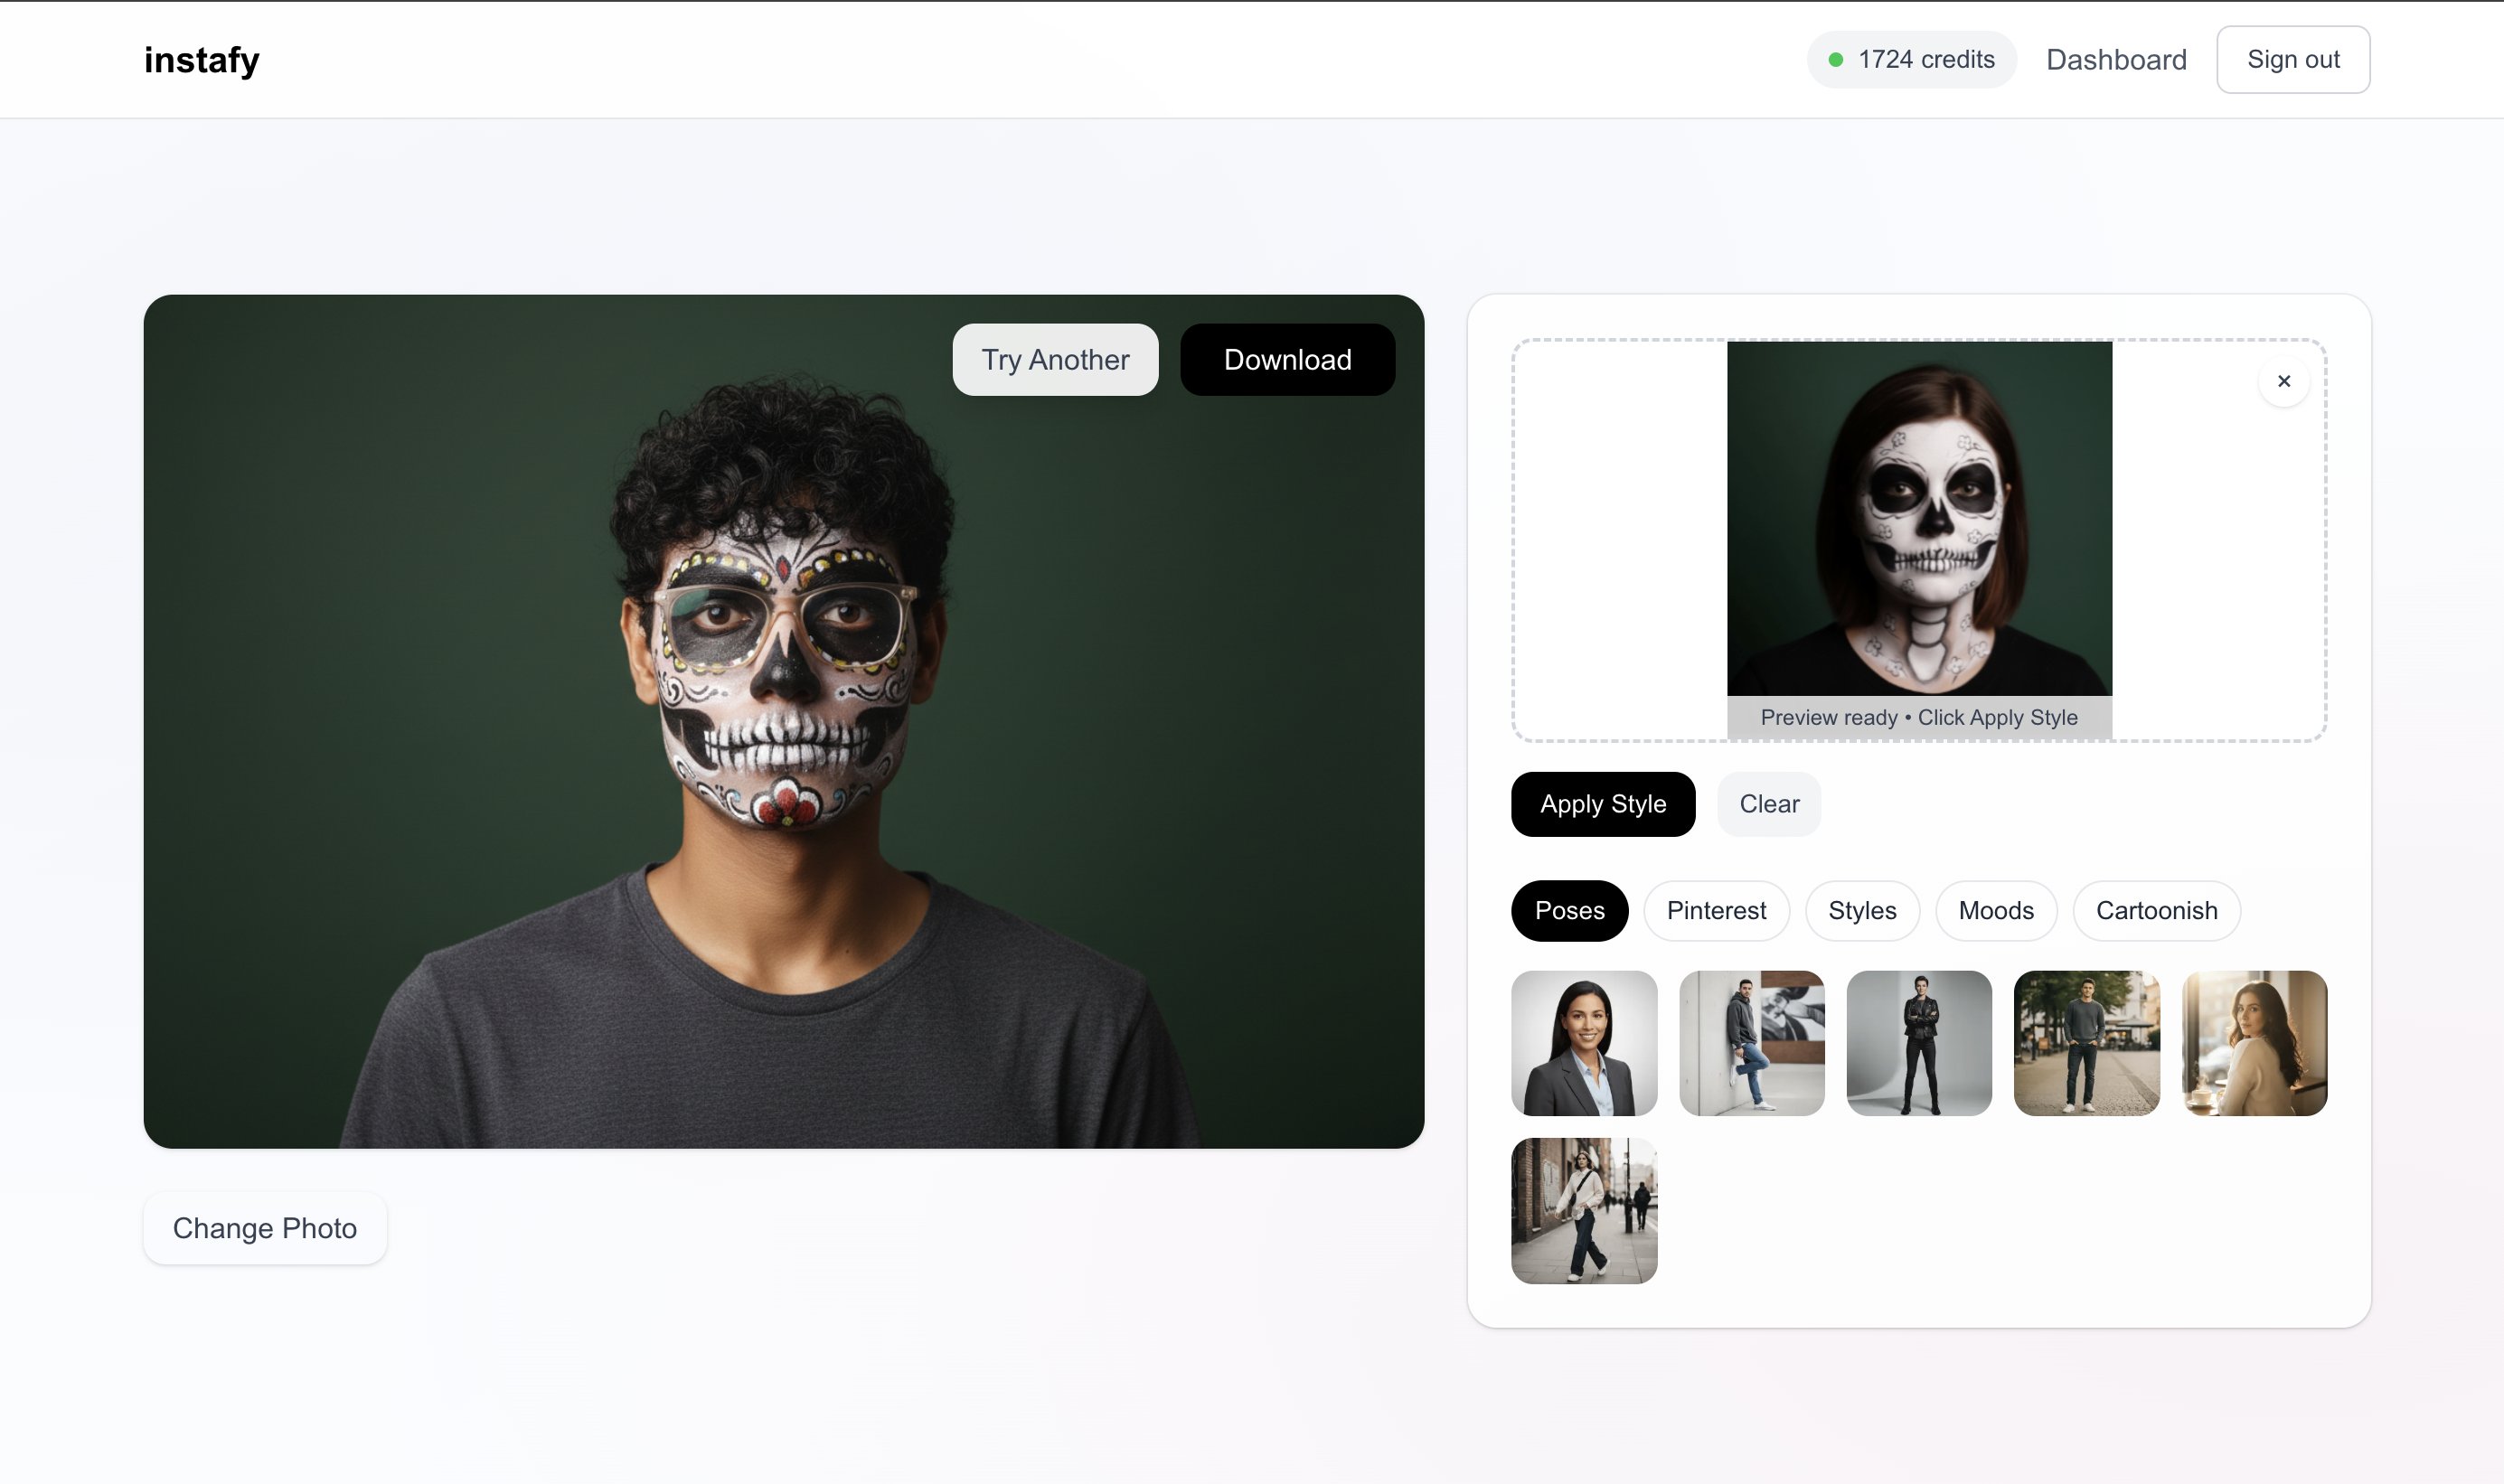 instafy
1724 credits
Dashboard
Sign out
Try Another
Download
×
Preview ready • Click Apply Style
Apply Style
Clear
Poses
Pinterest
Styles
Moods
Cartoonish
Change Photo